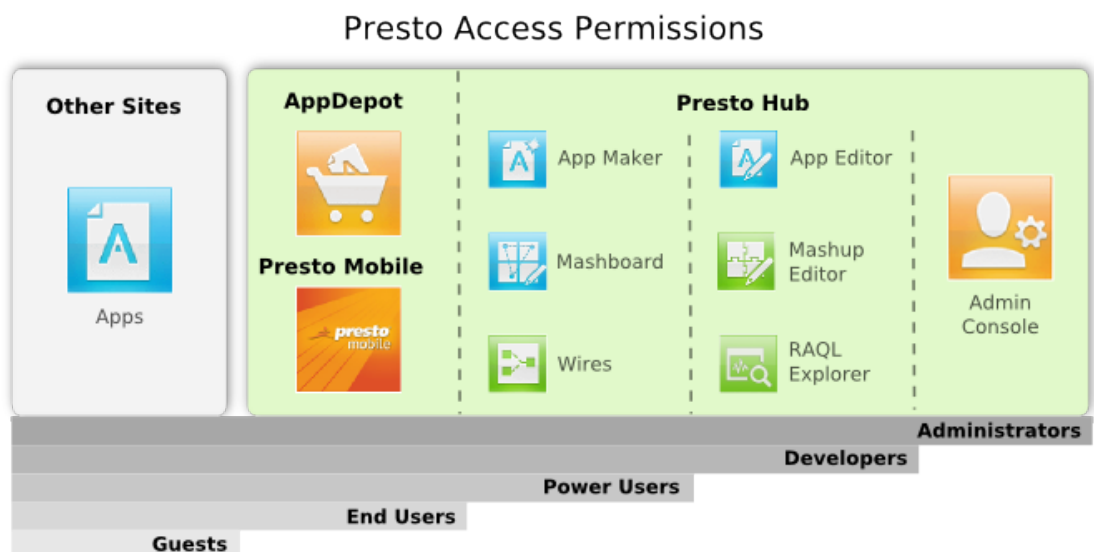 Presto Access Permissions
Other Sites
Apps
AppDepot
Presto Mobile
presto
mobile
Presto Hub
App Maker
Mashboard
Wires
App Editor
Mashup
Editor
RAQL
Explorer
Admin
Console
Administrators
Developers
Power Users
End Users
Guests